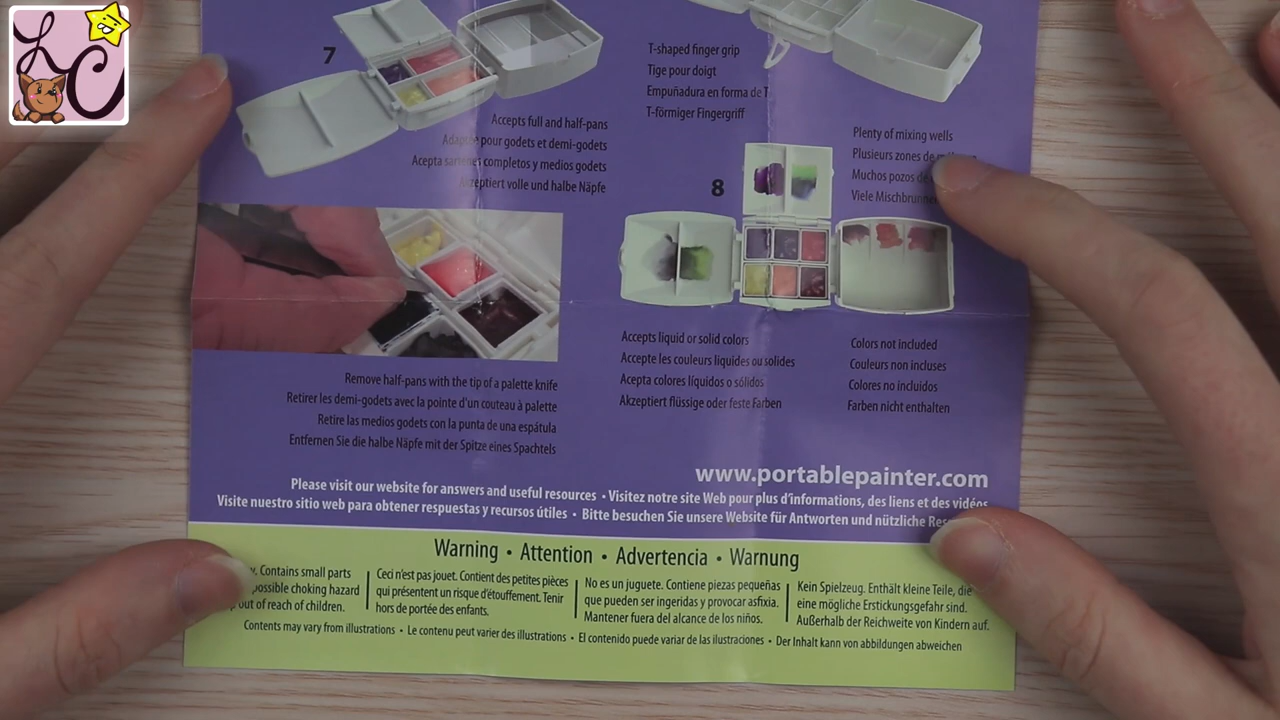 LC
7
T-shaped finger grip
Tige pour doigt
Empuñadura en forma de T
T-förmiger Fingergriff
Accepts full and half-pans
pour godets et demi-godets
Acepta completos y medios godets
Akzeptiert volle und halbe Näpfe
Plenty of mixing wells
Plusieurs zones de
Muchos pozos de
Viele Mischbrunnen
8
Accepts liquid or solid colors
Accepte les couleurs liquides ou solides
Acepta colores líquidos o sólidos
Akzeptiert flüssige oder feste Farben
Colors not included
Couleurs non incluses
Colores no incluidos
Farben nicht enthalten
Remove half-pans with the tip of a palette knife
Retirer les demi-godets avec la pointe d'un couteau à palette
Retire las medios godets con la punta de una espátula
Entfernen Sie die halbe Näpfe mit der Spitze eines Spachtels
www.portablepainter.com
Please visit our website for answers and useful resources • Visitez notre site Web pour plus d'informations, des liens et des vidéos
Visite nuestro sitio web para obtener respuestas y recursos útiles • Bitte besuchen Sie unsere Website für Antworten und nützliche
Warning • Attention • Advertencia • Warnung
Contains small parts
possible choking hazard
out of reach of children.
Ceci n'est pas jouet. Contient des petites pièces
qui présentent un risque d'étouffement. Tenir
hors de portée des enfants.
No es un juguete. Contiene piezas pequeñas
que pueden ser ingeridas y provocar asfixia.
Mantener fuera del alcance de los niños.
Kein Spielzeug. Enthält kleine Teile, die
eine mögliche Erstickungsgefahr sind.
Außerhalb der Reichweite von Kindern auf.
Contents may vary from illustrations • Le contenu peut varier des illustrations • El contenido puede variar de las ilustraciones • Der Inhalt kann von abbildungen abweichen